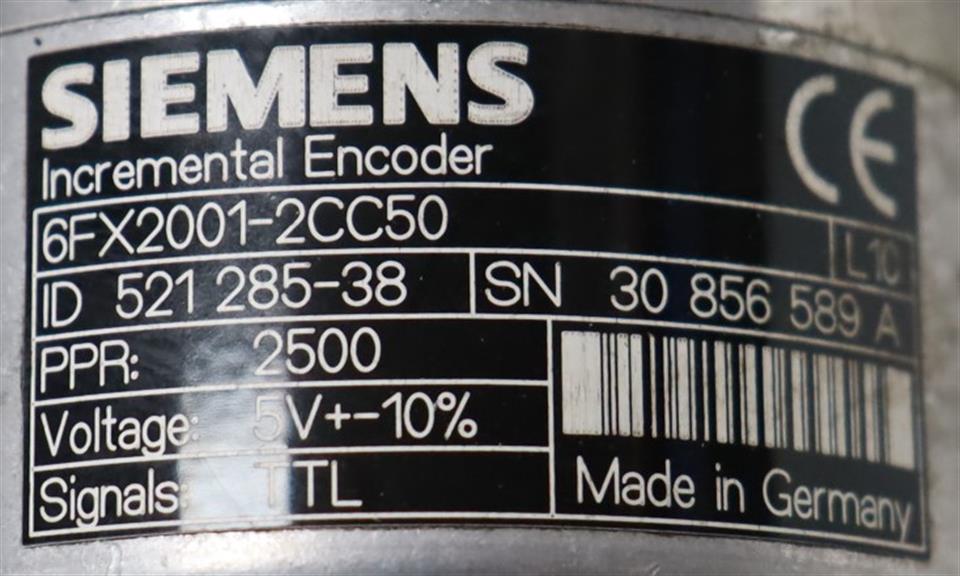 SIEMENS
CE
Incremental Encoder
6FX2001-2CC50 L1C
ID 521 285-38 SN 30 856 589 A
PPR: 2500
Voltage: 5V+-10%
Signals: TTL
Made in Germany